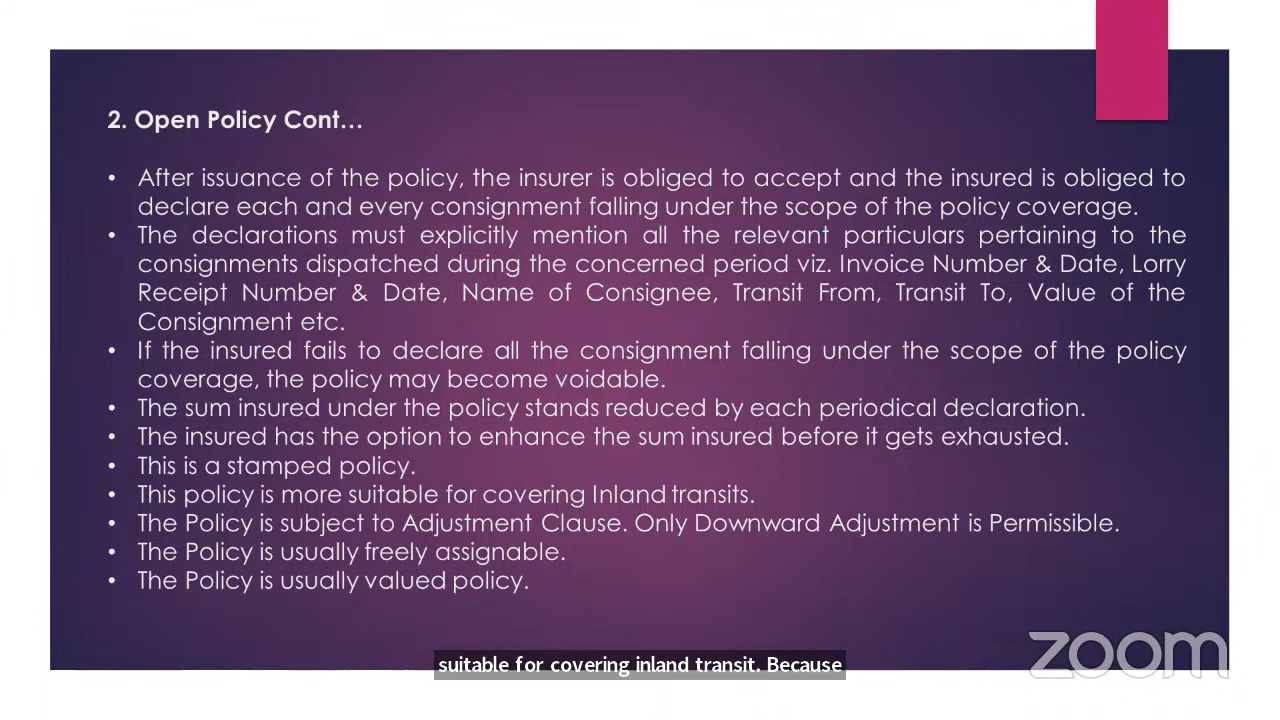 2. Open Policy Cont...
• After issuance of the policy, the insurer is obliged to accept and the insured is obliged to
declare each and every consignment falling under the scope of the policy coverage.
• The declarations must explicitly mention all the relevant particulars pertaining to the
consignments dispatched during the concerned period viz. Invoice Number & Date, Lorry
Receipt Number & Date, Name of Consignee, Transit From, Transit To, Value of the
Consignment etc.
• If the insured fails to declare all the consignment falling under the scope of the policy
coverage, the policy may become voidable.
• The sum insured under the policy stands reduced by each periodical declaration.
• The insured has the option to enhance the sum insured before it gets exhausted.
• This is a stamped policy.
• This policy is more suitable for covering Inland transits.
• The Policy is subject to Adjustment Clause. Only Downward Adjustment is Permissible.
• The Policy is usually freely assignable.
• The Policy is usually valued policy.
zoom
suitable for covering inland transit. Because